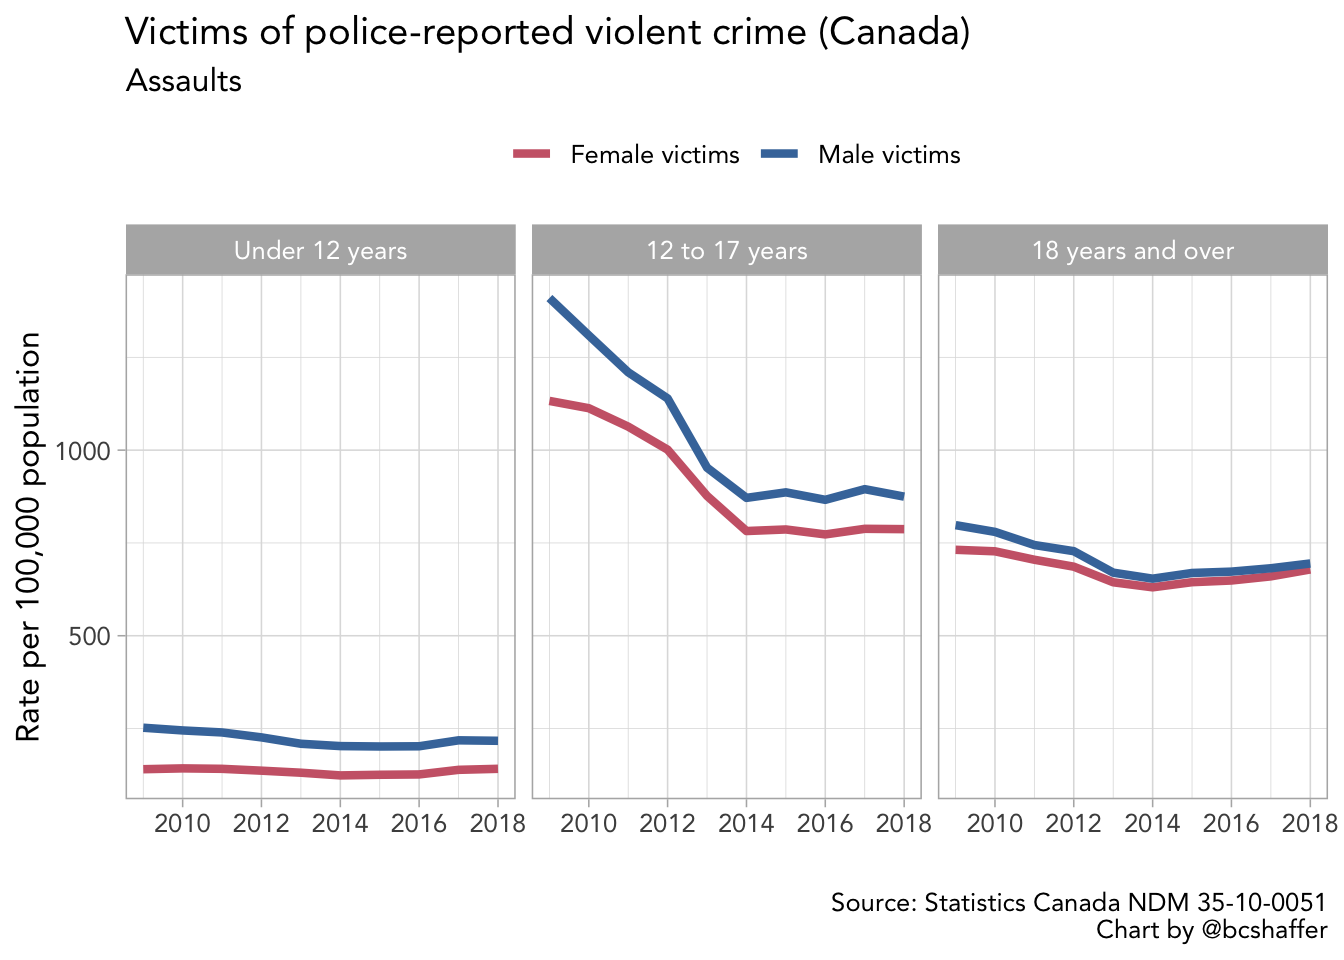 Victims of police-reported violent crime (Canada)
Assaults
Female victims Male victims
Under 12 years 12 to 17 years 18 years and over
Rate per 100,000 population
1000
500
2010 2012 2014 2016 2018 2010 2012 2014 2016 2018 2010 2012 2014 2016 2018
Source: Statistics Canada NDM 35-10-0051
Chart by @bcshaffer